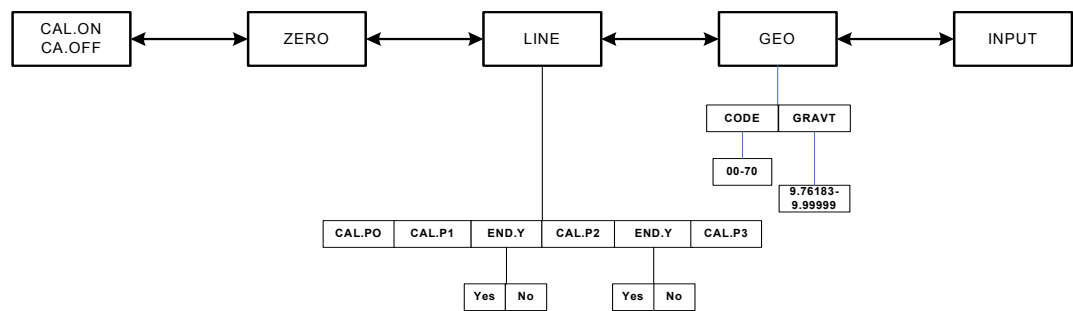 CAL.ON
CA.OFF
ZERO
LINE
GEO
INPUT
CODE
GRAVT
00-70
9.76183-
9.99999
CAL.PO
CAL.P1
END.Y
CAL.P2
END.Y
CAL.P3
Yes
No
Yes
No